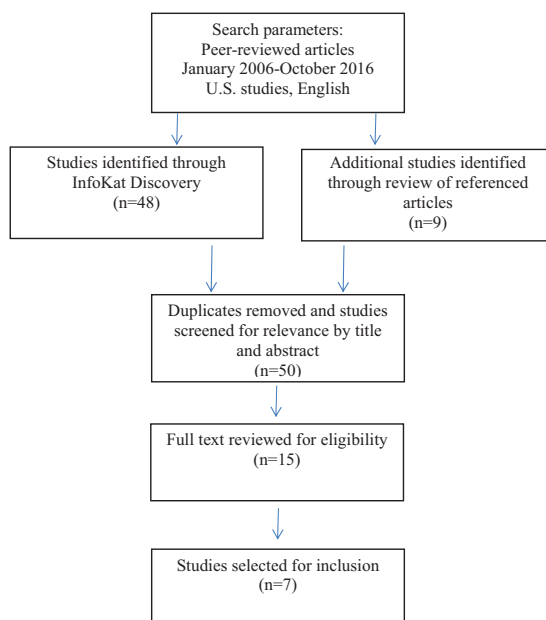 Search parameters:
Peer-reviewed articles
January 2006-October 2016
U.S. studies, English
Studies identified through
InfoKat Discovery
(n=48)
Additional studies identified
through review of referenced
articles
(n=9)
Duplicates removed and studies
screened for relevance by title
and abstract
(n=50)
Full text reviewed for eligibility
(n=15)
Studies selected for inclusion
(n=7)